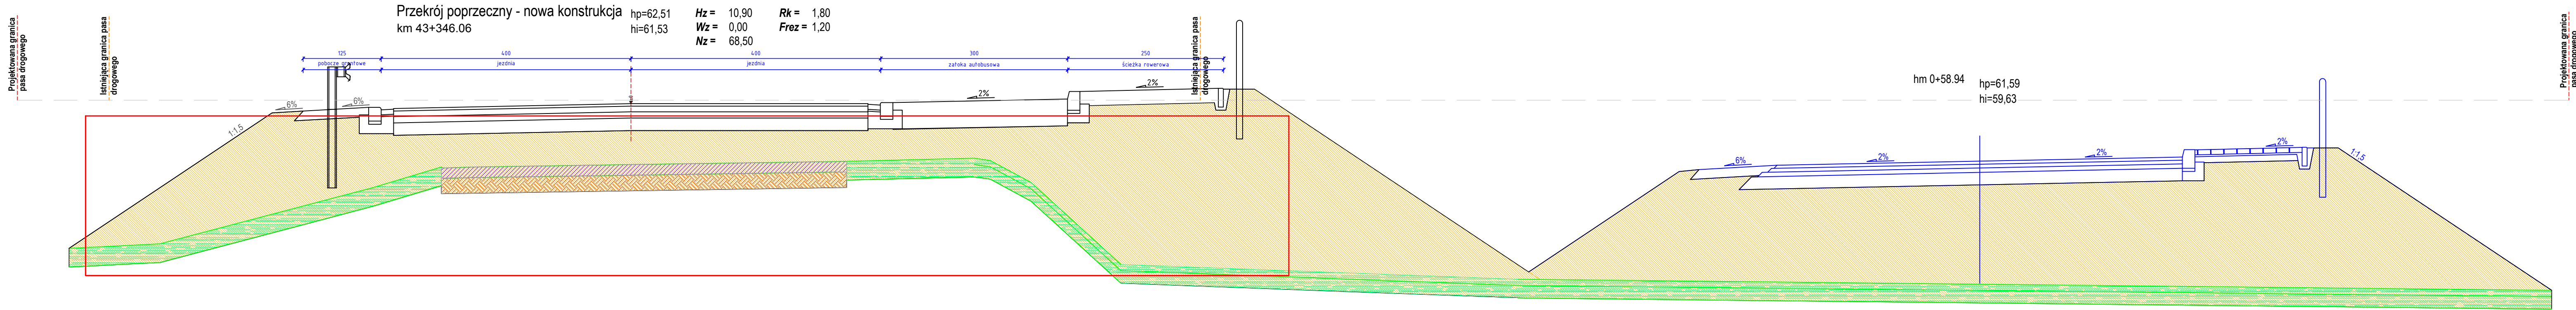 Przekrój poprzeczny - nowa konstrukcja
km 43+346.06
hp=62,51
hi=61,53
Hz = 10,90
Wz = 0,00
Nz = 68,50
Rk = 1,80
Frez = 1,20
Projektowana granica
pasa drogowego
Istniejąca granica pasa
drogowego
125
400
400
300
250
pobocze gruntowe
jezdnia
jezdnia
zatoka autobusowa
ścieżka rowerowa
Istniejąca granica pasa
drogowego
Projektowana granica
pasa drogowego
6%
6%
2%
2%
1:1,5
hm 0+58.94
hp=61,59
hi=59,63
6%
2%
2%
2%
1:1,5